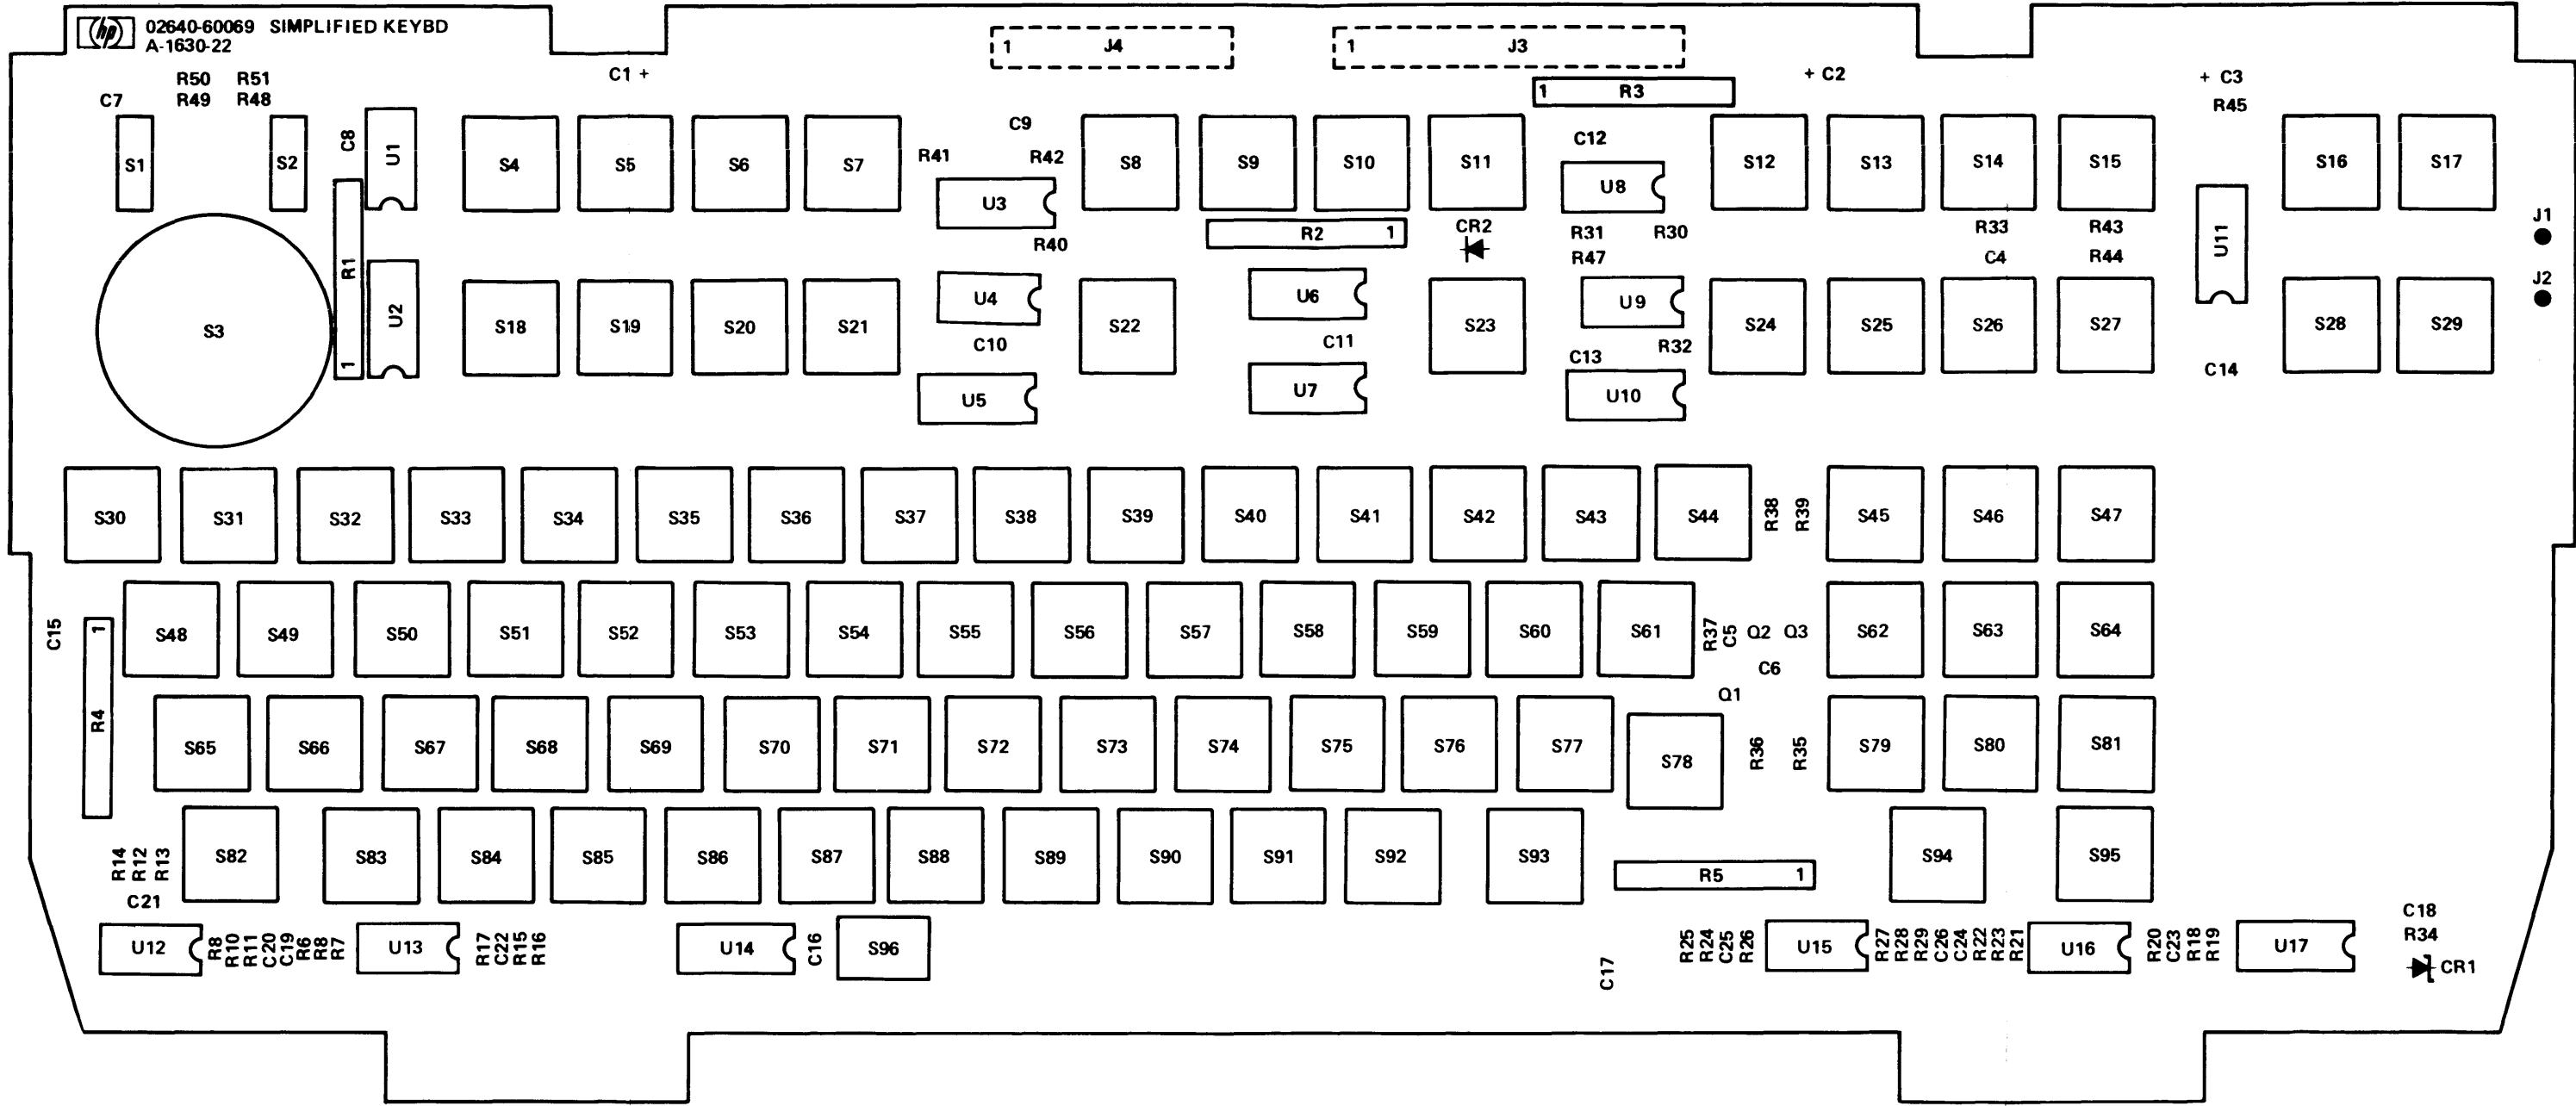 hp 02640-60069 SIMPLIFIED KEYBD
A-1630-22
1 J4
1 J3
R50 R51
C1 +
+ C2
+ C3
C7 R49 R48
1 R3
R45
C8 U1
C9
C12
S1 S2 S4 S5 S6 S7 R41 R42 S8 S9 S10 S11 S12 S13 S14 S15 S16 S17
U3
U8
R2 1
CR2
R31 R30
R33 R43
U11
J1
R40
R47
C4 R44
R1
1
J2
S3 U2 S18 S19 S20 S21 U4 S22 U6 S23 U9 S24 S25 S26 S27 S28 S29
C10 C11 C13 R32
C14
U5 U7 U10
S30 S31 S32 S33 S34 S35 S36 S37 S38 S39 S40 S41 S42 S43 S44 R38 R39 S45 S46 S47
C15 1 S48 S49 S50 S51 S52 S53 S54 S55 S56 S57 S58 S59 S60 S61 R37 C5 Q2 Q3 S62 S63 S64
C6
Q1
R4 S65 S66 S67 S68 S69 S70 S71 S72 S73 S74 S75 S76 S77 S78 R36 R35 S79 S80 S81
R14 R12 R13 S82 S83 S84 S85 S86 S87 S88 S89 S90 S91 S92 S93 S94 S95
R5 1
C21
C18
U12 R8 R10 R11 C20 C19 R6 R8 R7 U13 R17 C22 R15 R16 U14 C16 S96 C17 R25 R24 C25 R26 U15 R27 R28 R29 C26 C24 R22 R23 R21 U16 R20 C23 R18 R19 U17 R34
CR1